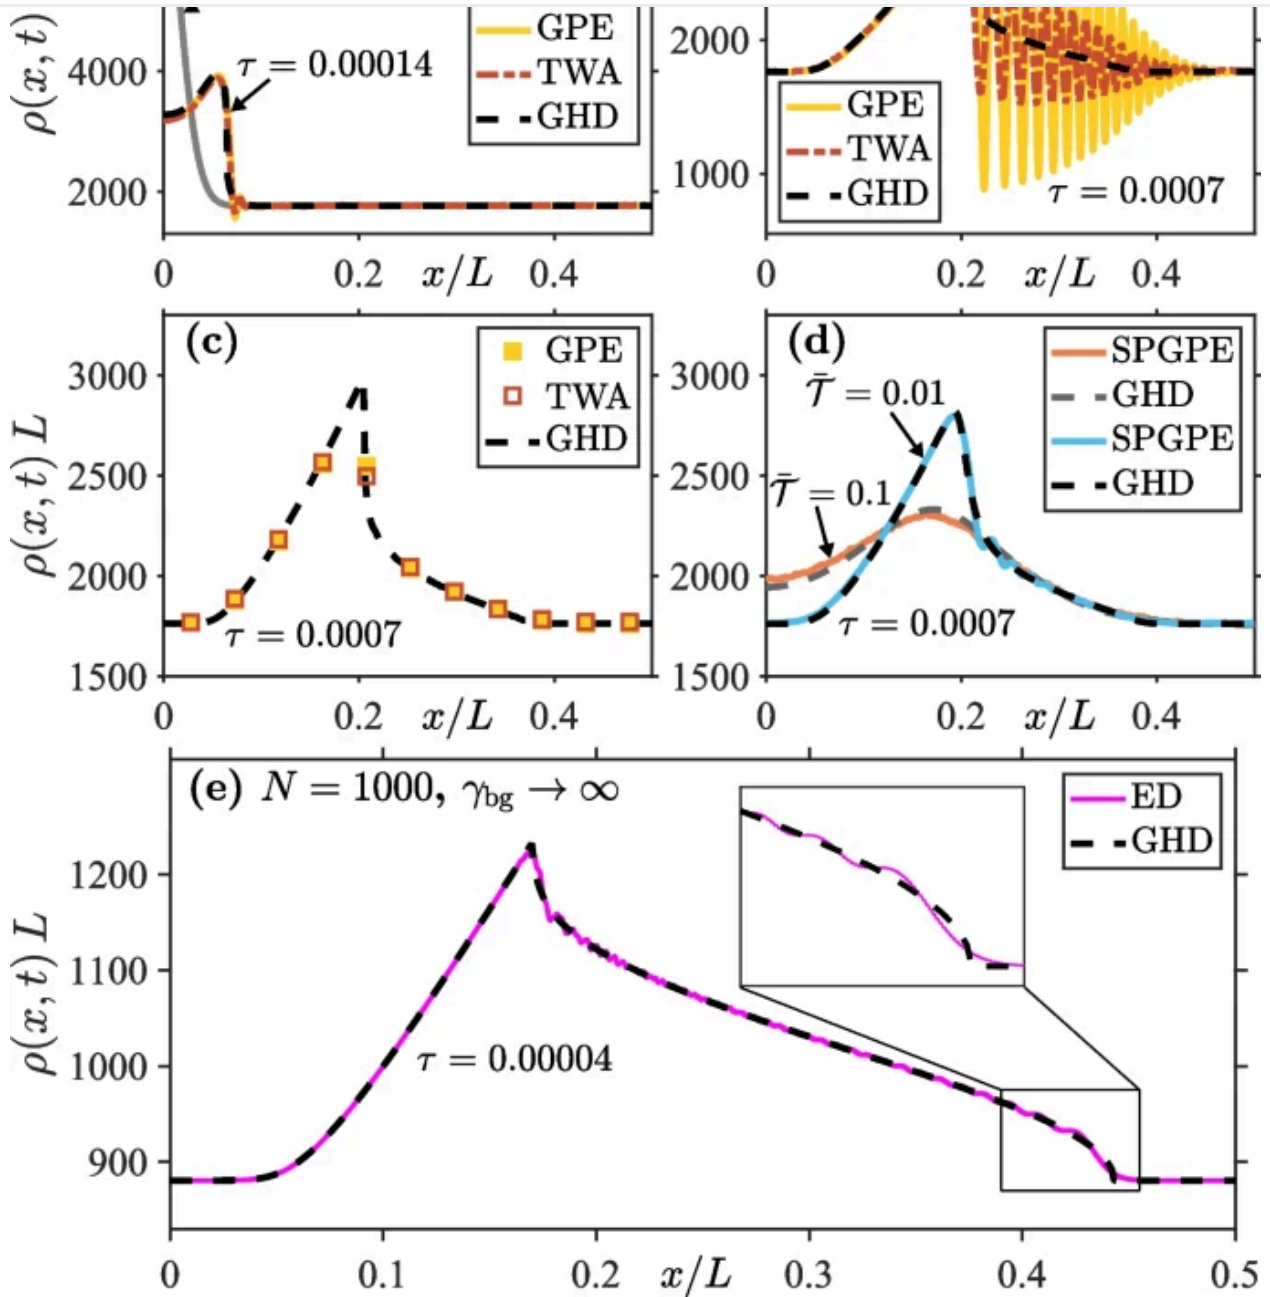 GPE
TWA
GHD
τ = 0.00014
ρ(x, t)
4000
2000
0
0.2
x/L
0.4
2000
1000
GPE
TWA
GHD
τ = 0.0007
0
0.2
x/L
0.4
(c)
GPE
TWA
GHD
ρ(x, t) L
3000
2500
2000
1500
τ = 0.0007
0
0.2
x/L
0.4
(d)
SPGPE
GHD
SPGPE
GHD
𝒯̄ = 0.01
𝒯̄ = 0.1
3000
2500
2000
1500
τ = 0.0007
0
0.2
x/L
0.4
(e) N = 1000, γbg → ∞
ED
GHD
ρ(x, t) L
1200
1100
1000
900
τ = 0.00004
0
0.1
0.2
x/L
0.3
0.4
0.5